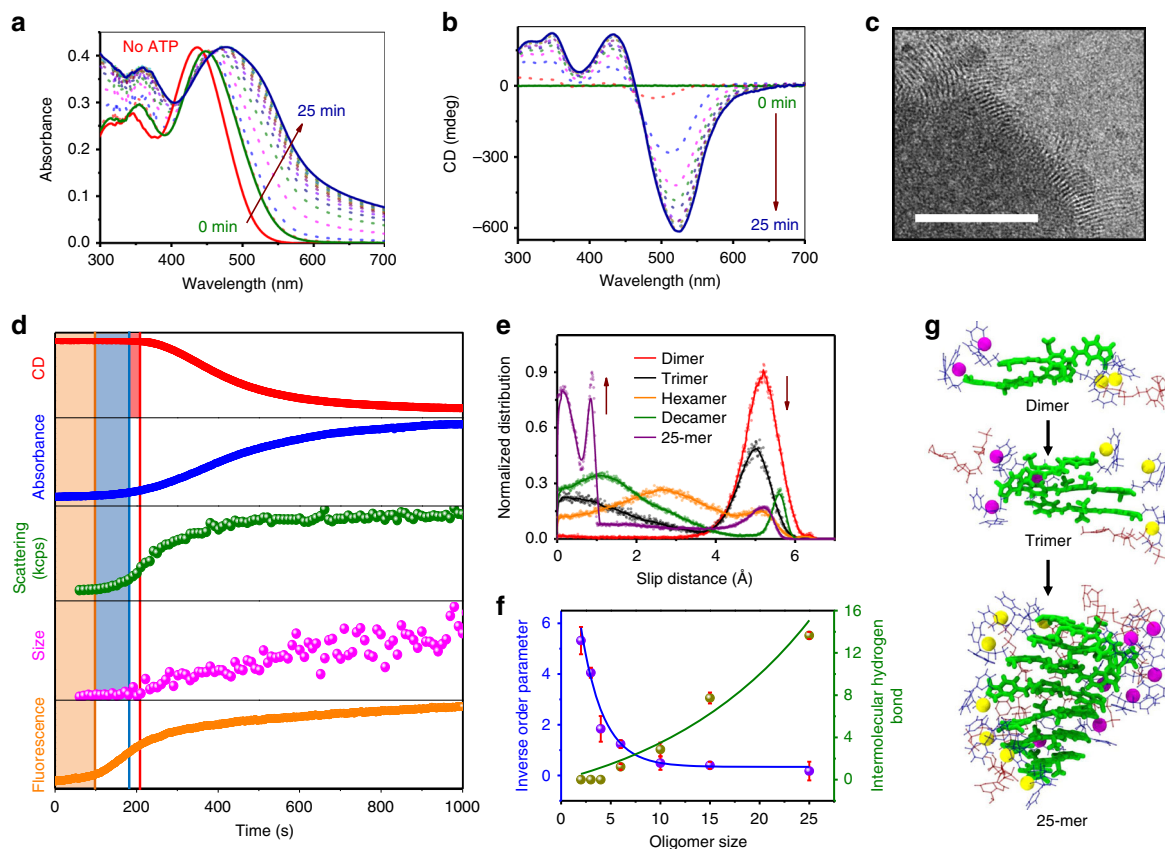 a
No ATP
25 min
0 min
0.4
0.3
0.2
0.1
0.0
300 400 500 600 700
Absorbance
Wavelength (nm)
b
0
−300
−600
0 min
25 min
300 400 500 600 700
CD (mdeg)
Wavelength (nm)
c
d
CD
Absorbance
Scattering
(kcps)
Size
Fluorescence
0 200 400 600 800 1000
Time (s)
e
Dimer
Trimer
Hexamer
Decamer
25-mer
0.9
0.6
0.3
0.0
0 2 4 6
Normalized distribution
Slip distance (Å)
f
6
4
2
0
16
12
8
4
0
0 5 10 15 20 25
Inverse order parameter
Intermolecular hydrogen
bond
Oligomer size
g
Dimer
Trimer
25-mer